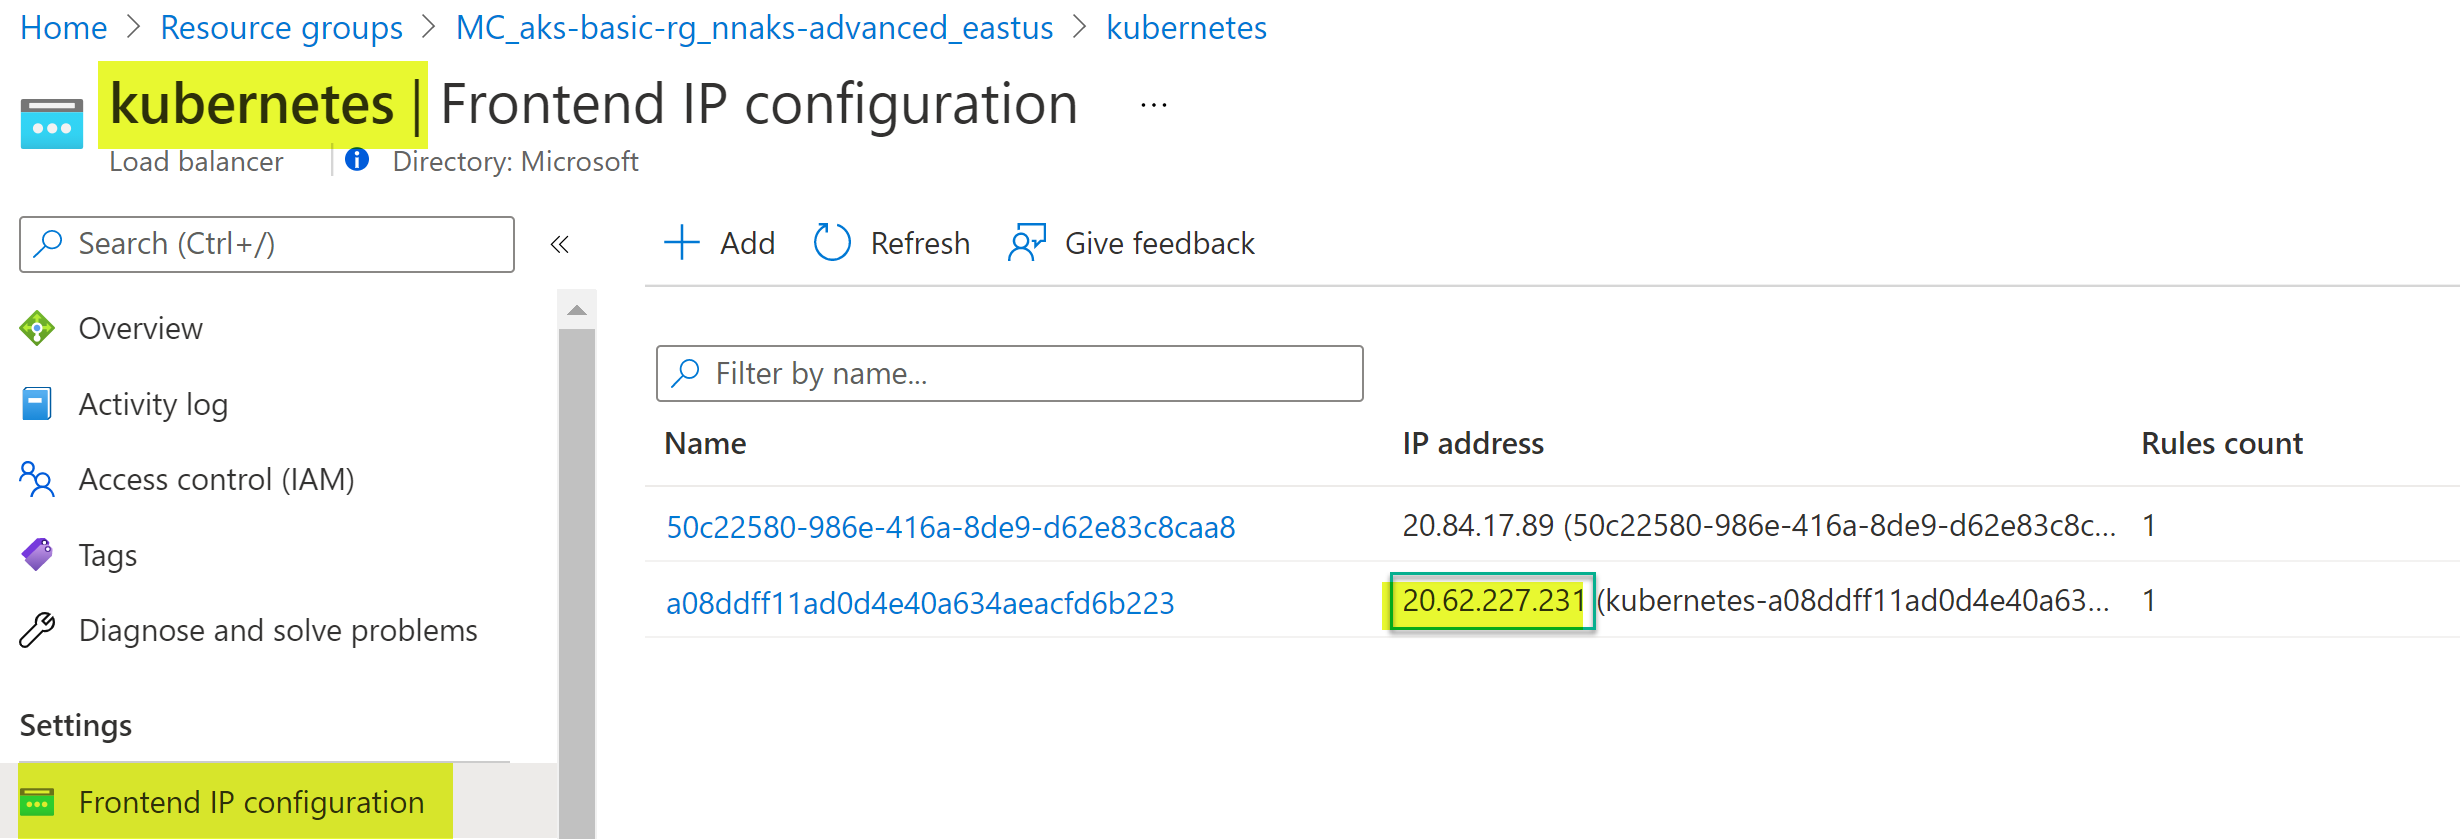 Home > Resource groups > MC_aks-basic-rg_nnaks-advanced_eastus > kubernetes
kubernetes | Frontend IP configuration ...
Load balancer
Directory: Microsoft
Search (Ctrl+/)
«
Add
Refresh
Give feedback
Overview
Activity log
Access control (IAM)
Tags
Diagnose and solve problems
Settings
Frontend IP configuration
Filter by name...
Name IP address Rules count
50c22580-986e-416a-8de9-d62e83c8caa8 20.84.17.89 (50c22580-986e-416a-8de9-d62e83c8c... 1
a08ddff11ad0d4e40a634aeacfd6b223 20.62.227.231 (kubernetes-a08ddff11ad0d4e40a63... 1